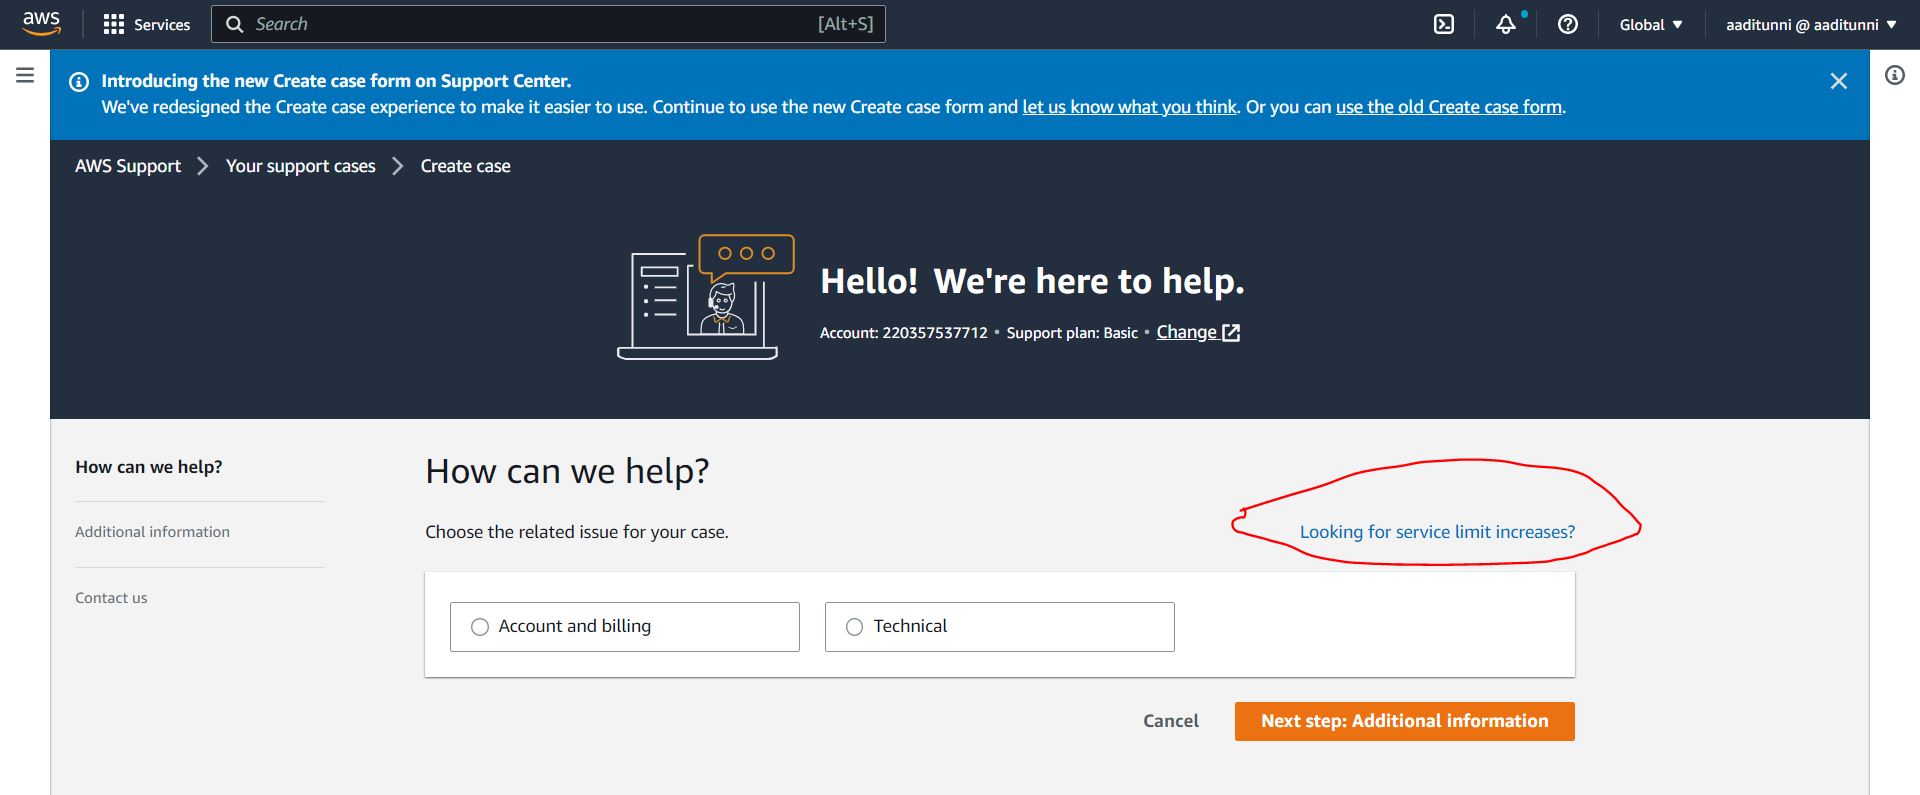 aws Services Search [Alt+S] Global aaditunni @ aaditunni
Introducing the new Create case form on Support Center.
We've redesigned the Create case experience to make it easier to use. Continue to use the new Create case form and let us know what you think. Or you can use the old Create case form.
AWS Support Your support cases Create case
Hello! We're here to help.
Account: 220357537712 • Support plan: Basic • Change
How can we help?
Additional information
Contact us
How can we help?
Choose the related issue for your case.
Looking for service limit increases?
Account and billing
Technical
Cancel
Next step: Additional information